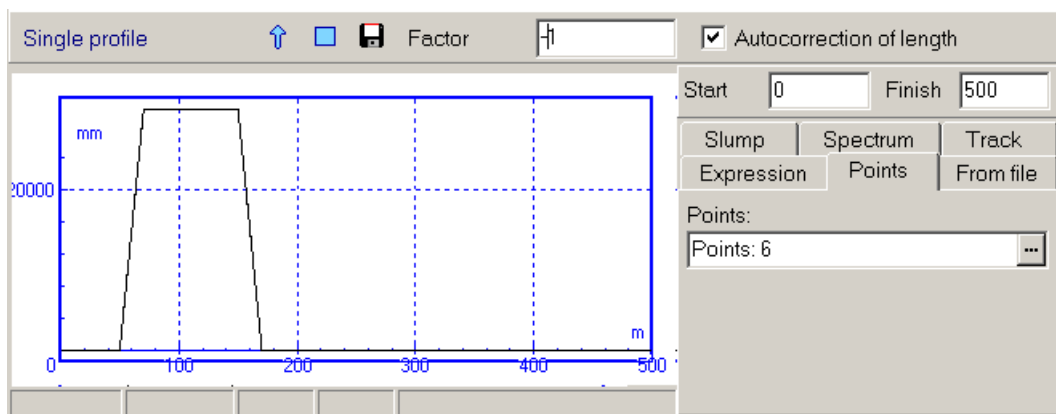 Single profile Factor 1 Autocorrection of length
Start 0 Finish 500
Slump Spectrum Track
Expression Points From file
Points:
Points: 6 ...
mm
20000
m
0 100 200 300 400 500